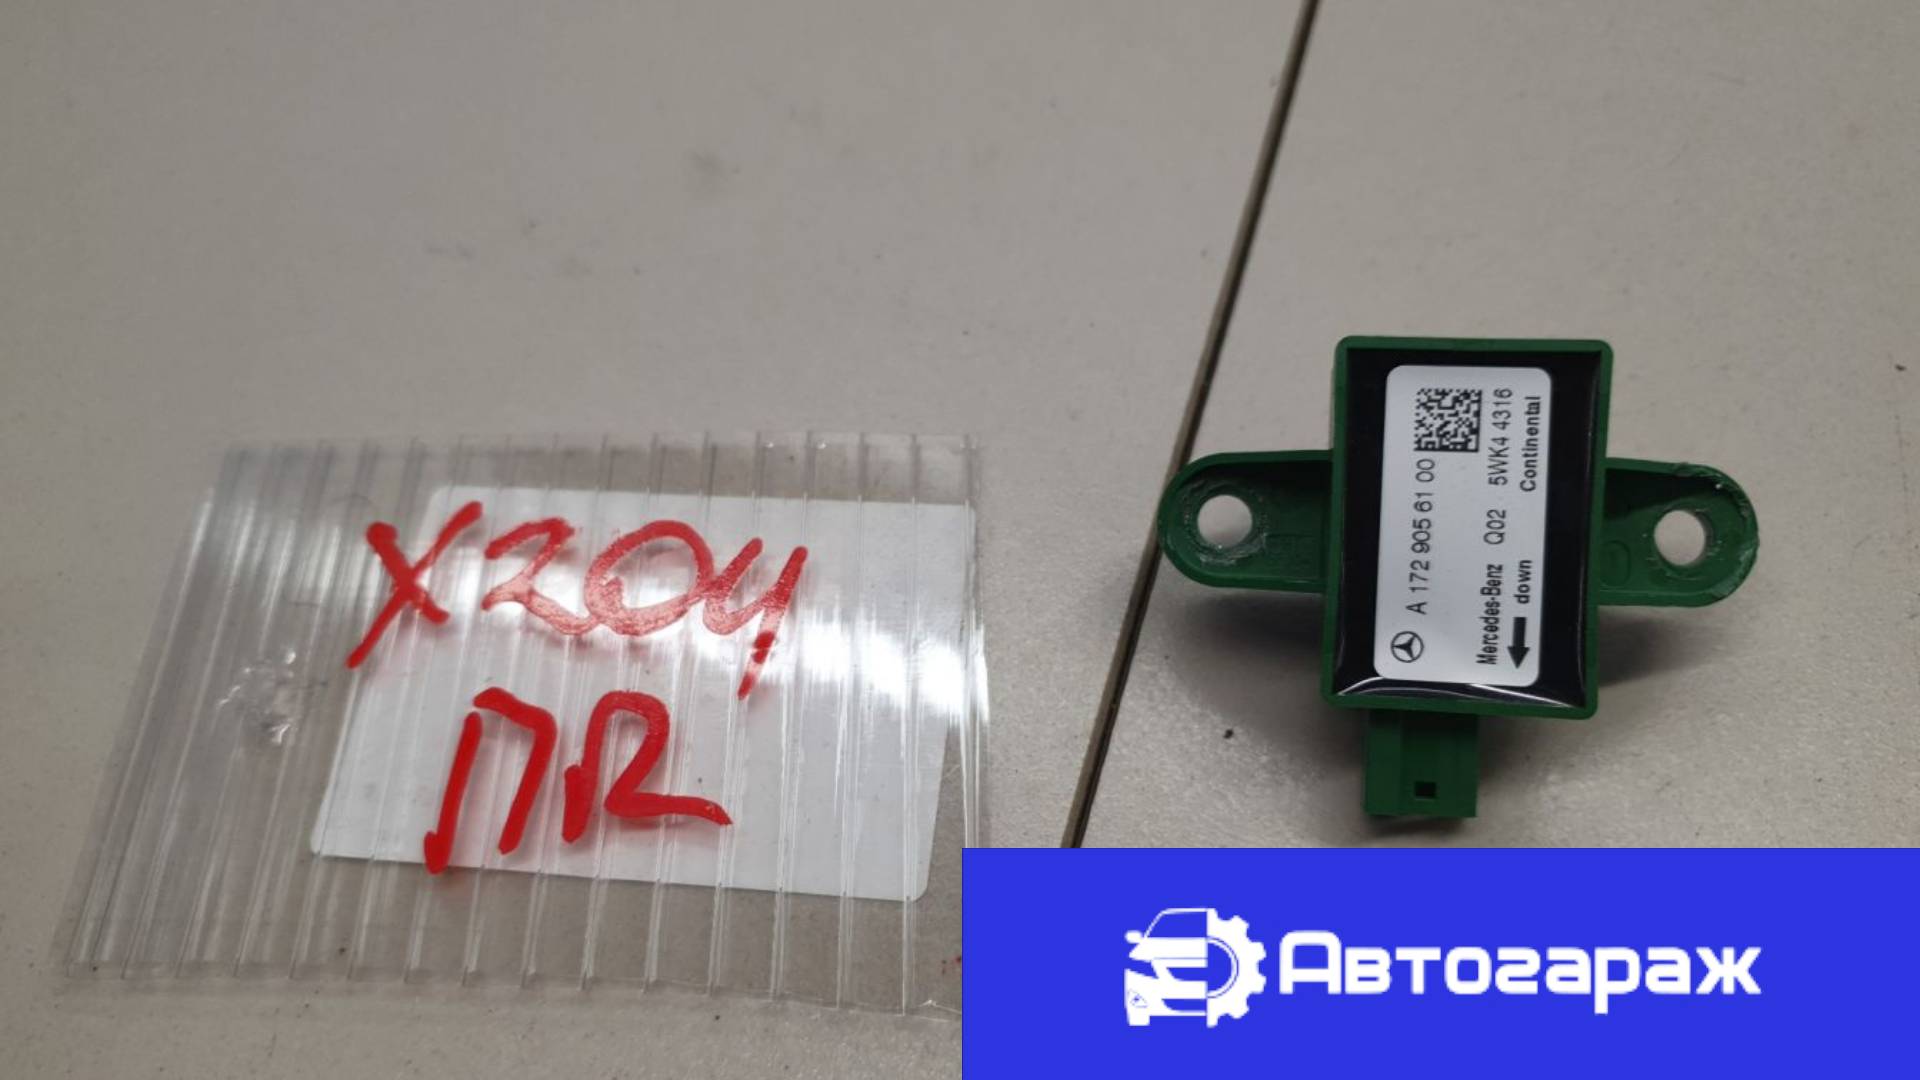 X204
ПR
A 172 905 61 00
Mercedes-Benz Q02 5WK4 4316
down Continental
Автогараж